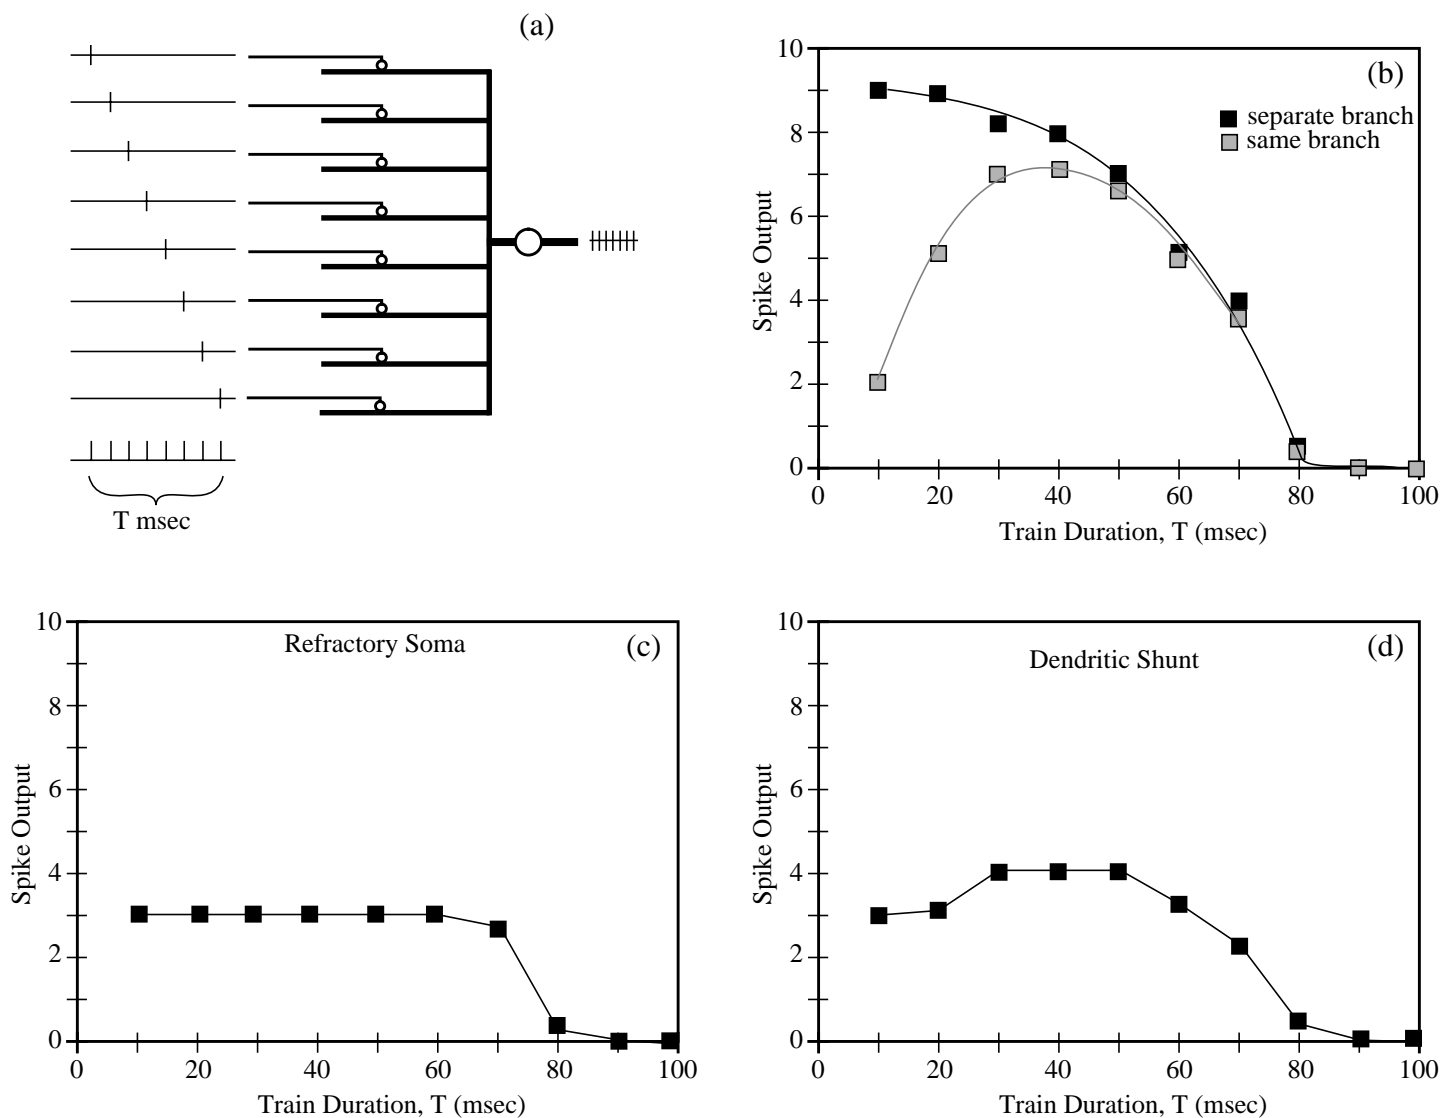 (a)
T msec
(b)
separate branch
same branch
10
8
6
4
2
0
Spike Output
0 20 40 60 80 100
Train Duration, T (msec)
Refractory Soma
(c)
10
8
6
4
2
0
Spike Output
0 20 40 60 80 100
Train Duration, T (msec)
Dendritic Shunt
(d)
10
8
6
4
2
0
Spike Output
0 20 40 60 80 100
Train Duration, T (msec)